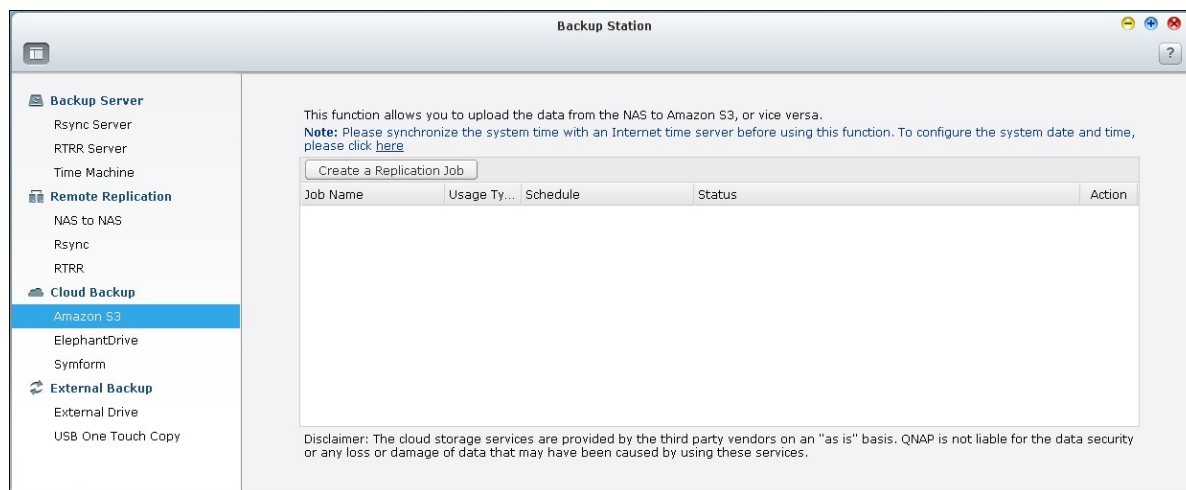 Backup Station
?
Backup Server
Rsync Server
RTRR Server
Time Machine
Remote Replication
NAS to NAS
Rsync
RTRR
Cloud Backup
Amazon S3
ElephantDrive
Symform
External Backup
External Drive
USB One Touch Copy
This function allows you to upload the data from the NAS to Amazon S3, or vice versa.
Note: Please synchronize the system time with an Internet time server before using this function. To configure the system date and time,
please click here
Create a Replication Job
Job Name Usage Ty... Schedule Status Action
Disclaimer: The cloud storage services are provided by the third party vendors on an "as is" basis. QNAP is not liable for the data security
or any loss or damage of data that may have been caused by using these services.